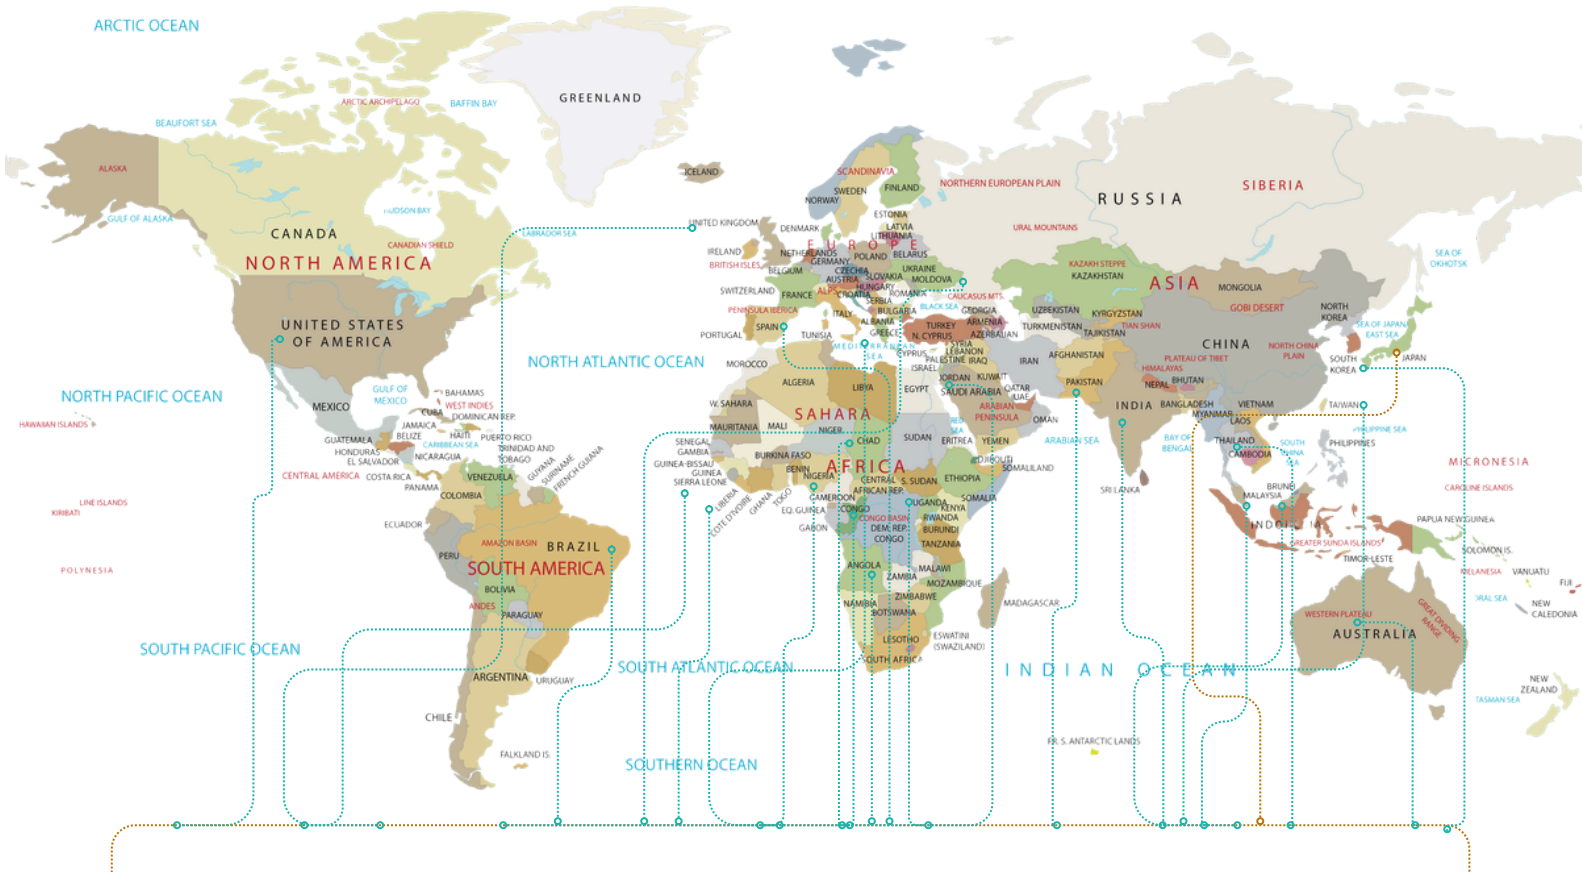 ARCTIC OCEAN
GREENLAND
ARCTIC ARCHIPELAGO
BAFFIN BAY
BEAUFORT SEA
ALASKA
ICELAND
SCANDINAVIA
SWEDEN
FINLAND
NORWAY
NORTHERN EUROPEAN PLAIN
RUSSIA
SIBERIA
GULF OF ALASKA
HUDSON BAY
CANADA
CANADIAN SHIELD
NORTH AMERICA
LABRADOR SEA
UNITED KINGDOM
DENMARK
ESTONIA
LATVIA
LITHUANIA
URAL MOUNTAINS
IRELAND
BRITISH ISLES
EUROPE
NETHERLANDS
GERMANY
POLAND
BELARUS
BELGIUM
CZECHIA
SLOVAKIA
UKRAINE
MOLDOVA
AUSTRIA
HUNGARY
SWITZERLAND
FRANCE
ALPS
CROATIA
ROMANIA
SERBIA
CAUCASUS MTS.
BLACK SEA
GEORGIA
KAZAKH STEPPE
KAZAKHSTAN
ASIA
MONGOLIA
GOBI DESERT
SEA OF
OKHOTSK
PENINSULA IBERICA
ITALY
BULGARIA
ALBANIA
GREECE
PORTUGAL
SPAIN
TUNISIA
TURKEY
N. CYPRUS
ARMENIA
AZERBAIJAN
UZBEKISTAN
KYRGYZSTAN
TURKMENISTAN
TAJIKISTAN
TIAN SHAN
NORTH
KOREA
SEA OF JAPAN/
EAST SEA
UNITED STATES
OF AMERICA
NORTH ATLANTIC OCEAN
MEDITERRANEAN
SEA
CYPRUS
SYRIA
LEBANON
PALESTINE
IRAQ
ISRAEL
IRAN
AFGHANISTAN
CHINA
NORTH CHINA
PLAIN
PLATEAU OF TIBET
HIMALAYAS
SOUTH
KOREA
JAPAN
MOROCCO
ALGERIA
LIBYA
EGYPT
JORDAN
KUWAIT
SAUDI ARABIA
QATAR
UAE
PAKISTAN
NEPAL
BHUTAN
NORTH PACIFIC OCEAN
GULF OF
MEXICO
MEXICO
BAHAMAS
WEST INDIES
CUBA
DOMINICAN REP.
W. SAHARA
SAHARA
ARABIAN
PENINSULA
OMAN
INDIA
BANGLADESH
MYANMAR
VIETNAM
LAOS
TAIWAN
HAWAIIAN ISLANDS
JAMAICA
HAITI
BELIZE
PUERTO RICO
MAURITANIA
MALI
NIGER
CHAD
SUDAN
RED
SEA
ERITREA
YEMEN
ARABIAN SEA
BAY OF
BENGAL
THAILAND
CAMBODIA
SOUTH
CHINA
SEA
PHILIPPINE SEA
PHILIPPINES
GUATEMALA
HONDURAS
EL SALVADOR
NICARAGUA
CARIBBEAN SEA
TRINIDAD AND
TOBAGO
SENEGAL
GAMBIA
GUINEA-BISSAU
GUINEA
SIERRA LEONE
BURKINA FASO
BENIN
NIGERIA
AFRICA
DJIBOUTI
SOMALILAND
MICRONESIA
CENTRAL AMERICA
COSTA RICA
PANAMA
VENEZUELA
GUYANA
SURINAME
FRENCH GUIANA
COLOMBIA
LIBERIA
COTE D'IVOIRE
GHANA
TOGO
CAMEROON
CENTRAL
AFRICAN REP.
S. SUDAN
ETHIOPIA
SOMALIA
SRI LANKA
BRUNEI
MALAYSIA
CAROLINE ISLANDS
LINE ISLANDS
KIRIBATI
ECUADOR
EQ. GUINEA
GABON
CONGO
CONGO BASIN
UGANDA
KENYA
RWANDA
BURUNDI
DEM. REP.
CONGO
TANZANIA
GREATER SUNDA ISLANDS
PAPUA NEW GUINEA
SOLOMON IS.
AMAZON BASIN
BRAZIL
PERU
SOUTH AMERICA
POLYNESIA
ANGOLA
ZAMBIA
MALAWI
MOZAMBIQUE
TIMOR-LESTE
MELANESIA
VANUATU
FIJI
BOLIVIA
ANDES
PARAGUAY
NAMIBIA
ZIMBABWE
BOTSWANA
MADAGASCAR
WESTERN PLATEAU
AUSTRALIA
GREAT DIVIDING
RANGE
NEW
CALEDONIA
SOUTH PACIFIC OCEAN
SOUTH ATLANTIC OCEAN
LESOTHO
ESWATINI
(SWAZILAND)
SOUTH AFRICA
INDIAN OCEAN
ARGENTINA
URUGUAY
TASMAN SEA
NEW
ZEALAND
CHILE
FALKLAND IS.
SOUTHERN OCEAN
FR. S. ANTARCTIC LANDS